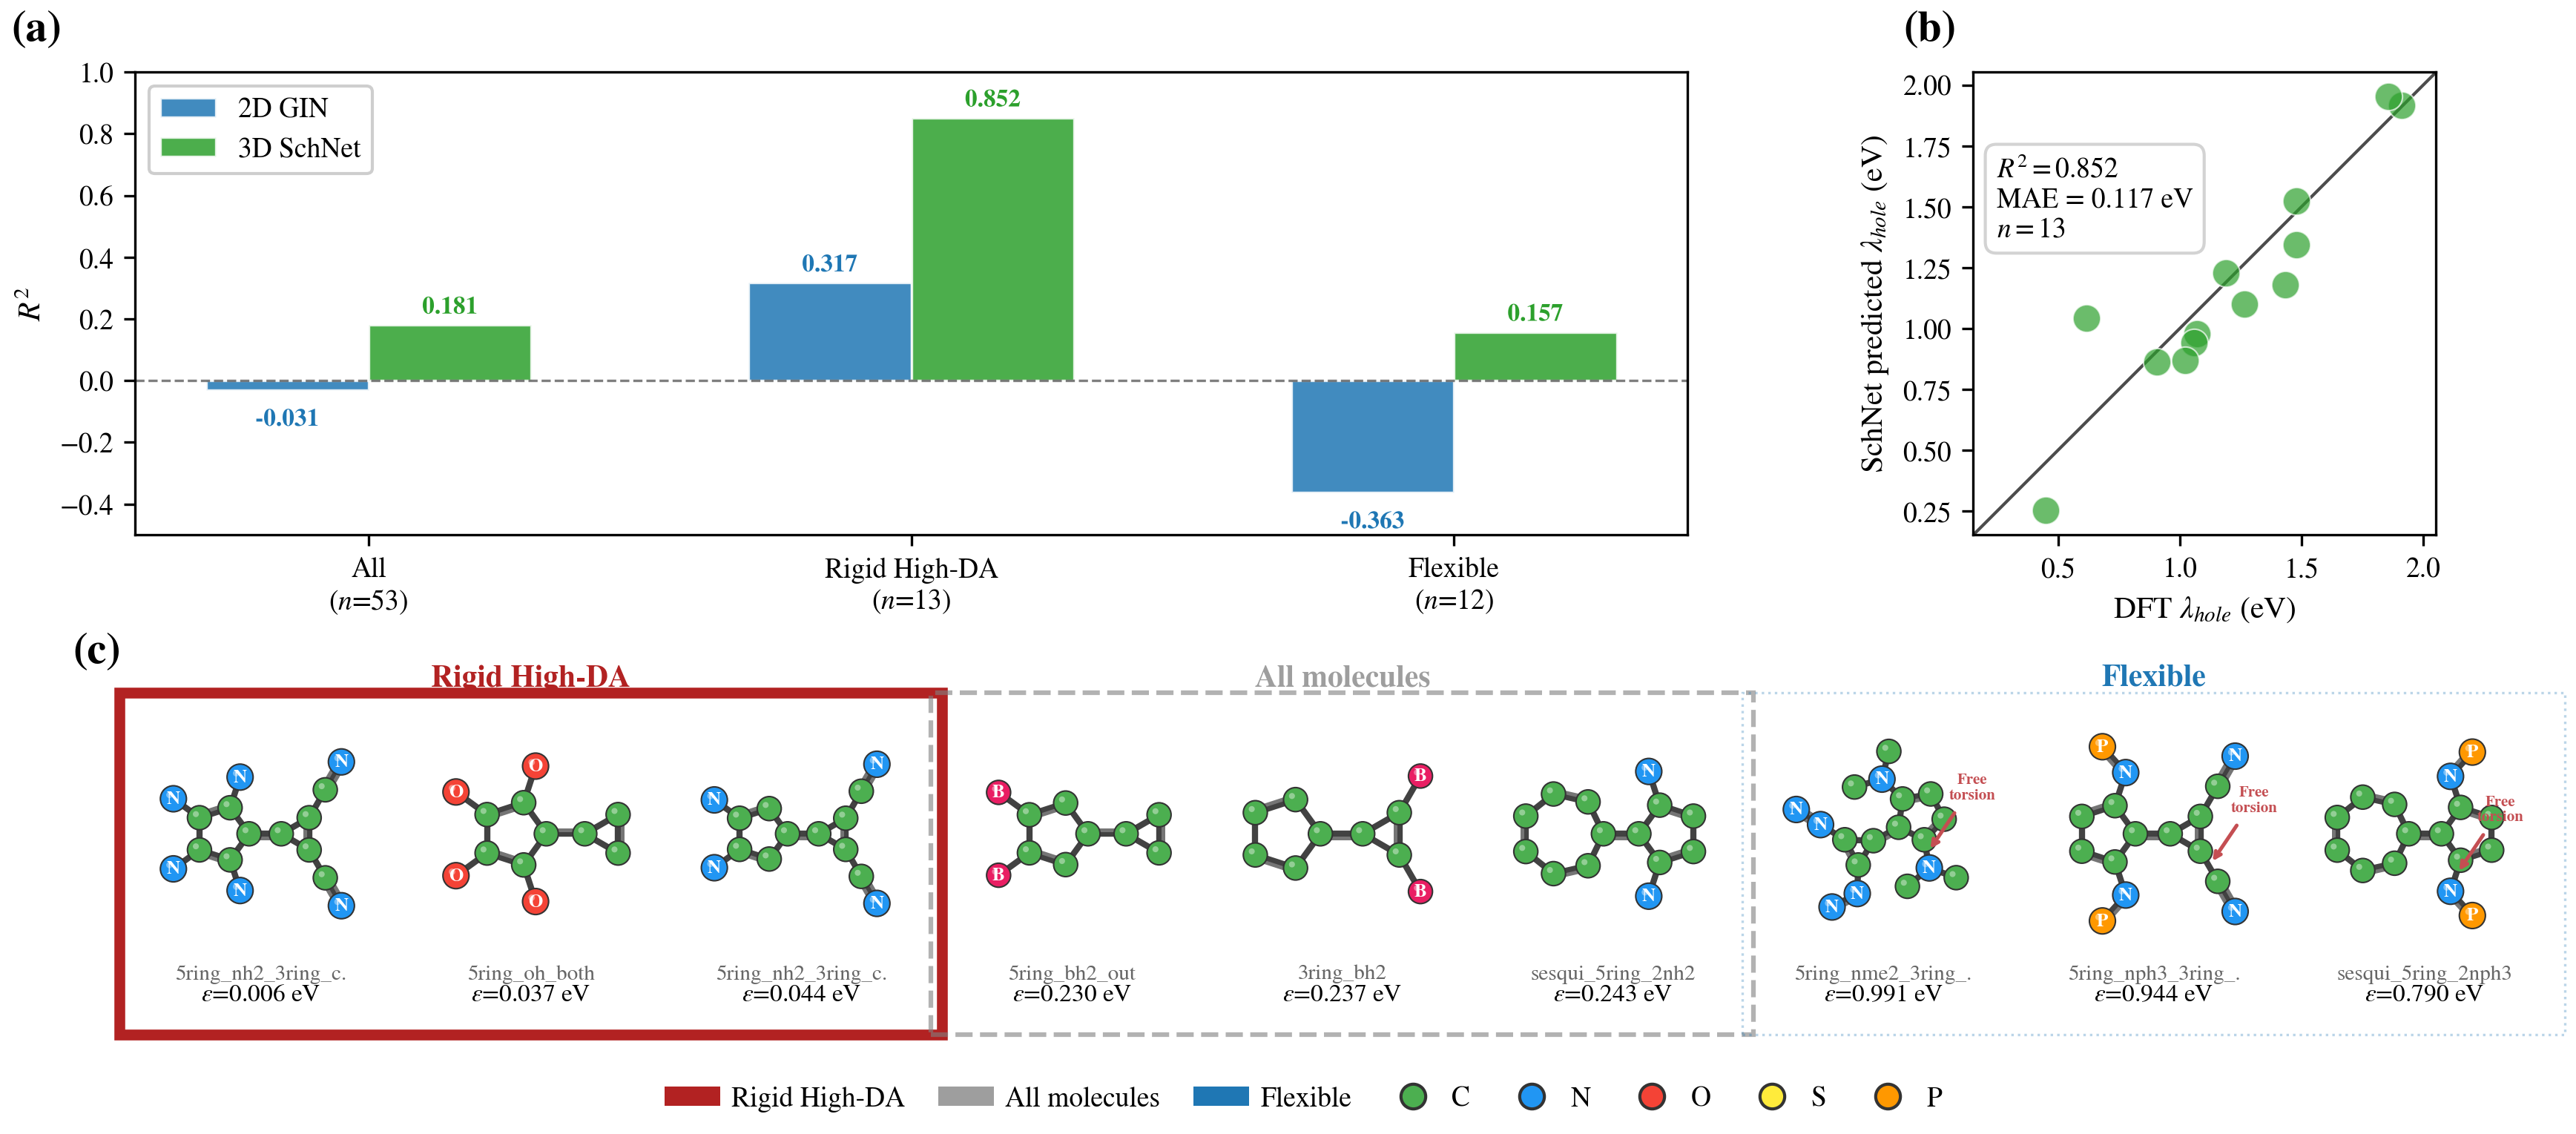 (a)
1.0
0.8
0.6
0.4
0.2
0.0
−0.2
−0.4
R²
2D GIN
3D SchNet
-0.031
0.181
0.317
0.852
-0.363
0.157
All
(n=53)
Rigid High-DA
(n=13)
Flexible
(n=12)
(b)
2.00
1.75
1.50
1.25
1.00
0.75
0.50
0.25
SchNet predicted λhole (eV)
R² = 0.852
MAE = 0.117 eV
n = 13
0.5 1.0 1.5 2.0
DFT λhole (eV)
(c)
Rigid High-DA
N N N N N N
5ring_nh2_3ring_c.
ε=0.006 eV
O O O O
5ring_oh_both
ε=0.037 eV
N N N N
5ring_nh2_3ring_c.
ε=0.044 eV
All molecules
B B
5ring_bh2_out
ε=0.230 eV
B B
3ring_bh2
ε=0.237 eV
N N
sesqui_5ring_2nh2
ε=0.243 eV
Flexible
N N N N N N
Free
torsion
5ring_nme2_3ring_.
ε=0.991 eV
P N N P N N
Free
torsion
5ring_nph3_3ring_.
ε=0.944 eV
P N N P
Free
torsion
sesqui_5ring_2nph3
ε=0.790 eV
Rigid High-DA
All molecules
Flexible
C
N
O
S
P